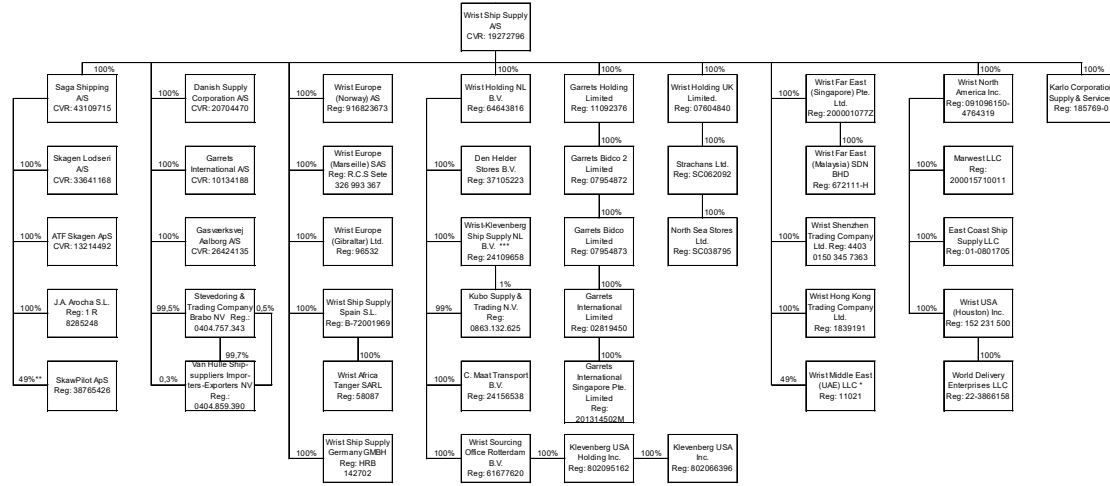 Wrist Ship Supply
A/S
CVR: 19272796
100%
100%
100%
100%
100%
100%
100%
Saga Shipping
A/S
CVR: 43109715
100%
Danish Supply
Corporation A/S
CVR: 20704470
100%
Wrist Europe
(Norway) AS
Reg: 916823673
Wrist Holding NL
B.V.
Reg: 64643816
Garrets Holding
Limited
Reg: 11092376
Wrist Holding UK
Limited.
Reg: 07604840
100%
Wrist Far East
(Singapore) Pte.
Ltd.
Reg: 200001077Z
Wrist North
America Inc.
Reg: 091096150-
4764319
Karlo Corporation
Supply & Services
Reg: 185769-0
100%
100%
100%
100%
Skagen Lodseri
A/S
CVR: 33641168
100%
Garrets
International A/S
CVR: 10134188
100%
Wrist Europe
(Marseille) SAS
Reg: R.C.S Sete
326 993 367
100%
Den Helder
Stores B.V.
Reg: 37105223
Garrets Bidco 2
Limited
Reg: 07954872
Strachans Ltd.
Reg: SC062092
Wrist Far East
(Malaysia) SDN
BHD
Reg: 672111-H
100%
Marwest LLC
Reg:
200015710011
100%
100%
100%
ATF Skagen ApS
CVR: 13214492
100%
Gasværksvej
Aalborg A/S
CVR: 26424135
100%
Wrist Europe
(Gibraltar) Ltd.
Reg: 96532
100%
Wrist-Klevenberg
Ship Supply NL
B.V. ***
Reg: 24109658
Garrets Bidco
Limited
Reg: 07954873
North Sea Stores
Ltd.
Reg: SC038795
100%
Wrist Shenzhen
Trading Company
Ltd. Reg: 4403
0150 345 7363
100%
East Coast Ship
Supply LLC
Reg: 01-0801705
1%
100%
100%
J.A. Arocha S.L.
Reg: 1 R
8285248
99,5%
Stevedoring &
Trading Company
Brabo NV Reg.:
0404.757.343
0,5%
100%
Wrist Ship Supply
Spain S.L.
Reg: B-72001969
99%
Kubo Supply &
Trading N.V.
Reg:
0863.132.625
Garrets
International
Limited
Reg: 02819450
100%
Wrist Hong Kong
Trading Company
Ltd.
Reg: 1839191
100%
Wrist USA
(Houston) Inc.
Reg: 152 231 500
99,7%
100%
100%
100%
49%**
SkawPilot ApS
Reg: 38765426
0,3%
Van Hulle Ship-
suppliers Impor-
ters-Exporters NV
Reg.:
0404.859.390
Wrist Africa
Tanger SARL
Reg: 58087
100%
C. Maat Transport
B.V.
Reg: 24156538
Garrets
International
Singapore Pte.
Limited
Reg:
201314502M
49%
Wrist Middle East
(UAE) LLC *
Reg: 11021
World Delivery
Enterprises LLC
Reg: 22-3866158
100%
Wrist Ship Supply
Germany GMBH
Reg: HRB
142702
100%
Wrist Sourcing
Office Rotterdam
B.V.
Reg: 61677620
100%
Klevenberg USA
Holding Inc.
Reg: 802095162
100%
Klevenberg USA
Inc.
Reg: 802066396